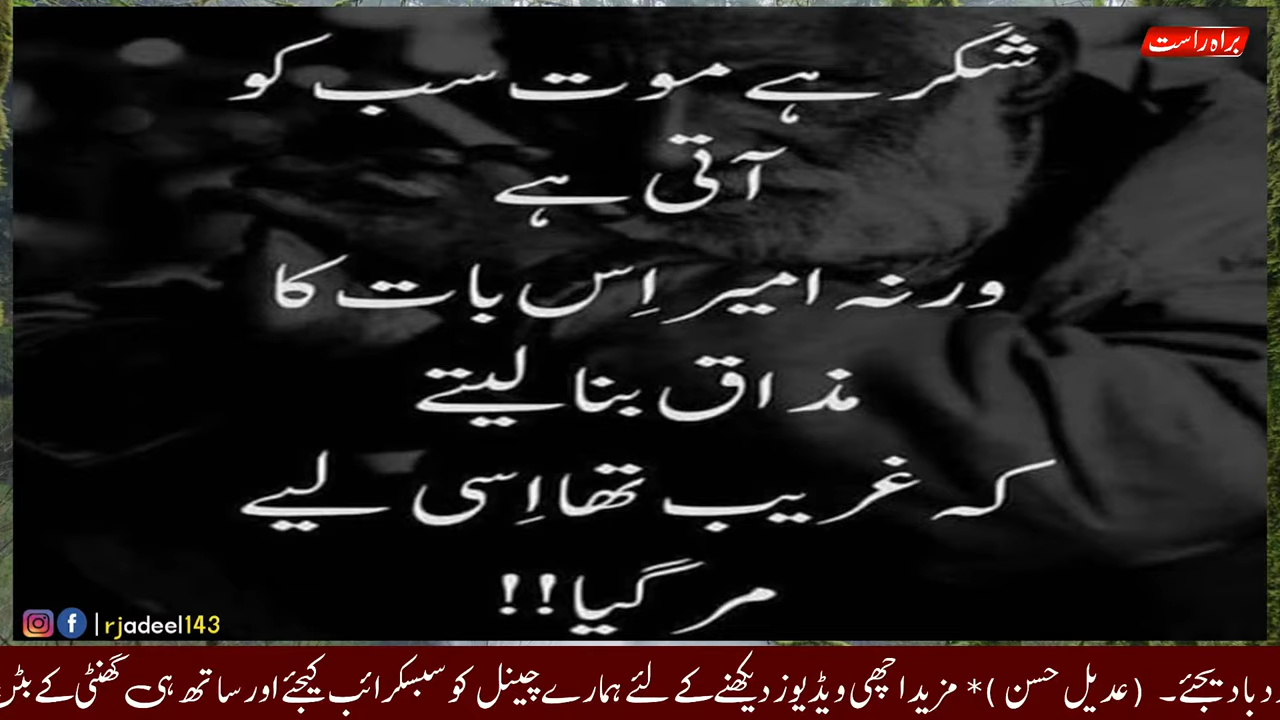 براہ راست
شکر ہے موت سب کو
آتی ہے
ورنہ امیر اِس بات کا
مذاق بنا لیتے
کہ غریب تھا اِسی لیے
مر گیا!!
rjadeel143
دبا دیجئے۔ (عدیل حسن)* مزید اچھی ویڈیوز دیکھنے کے لئے ہمارے چینل کو سبسکرائب کیجئے اور ساتھ ہی گھنٹی کے بٹن